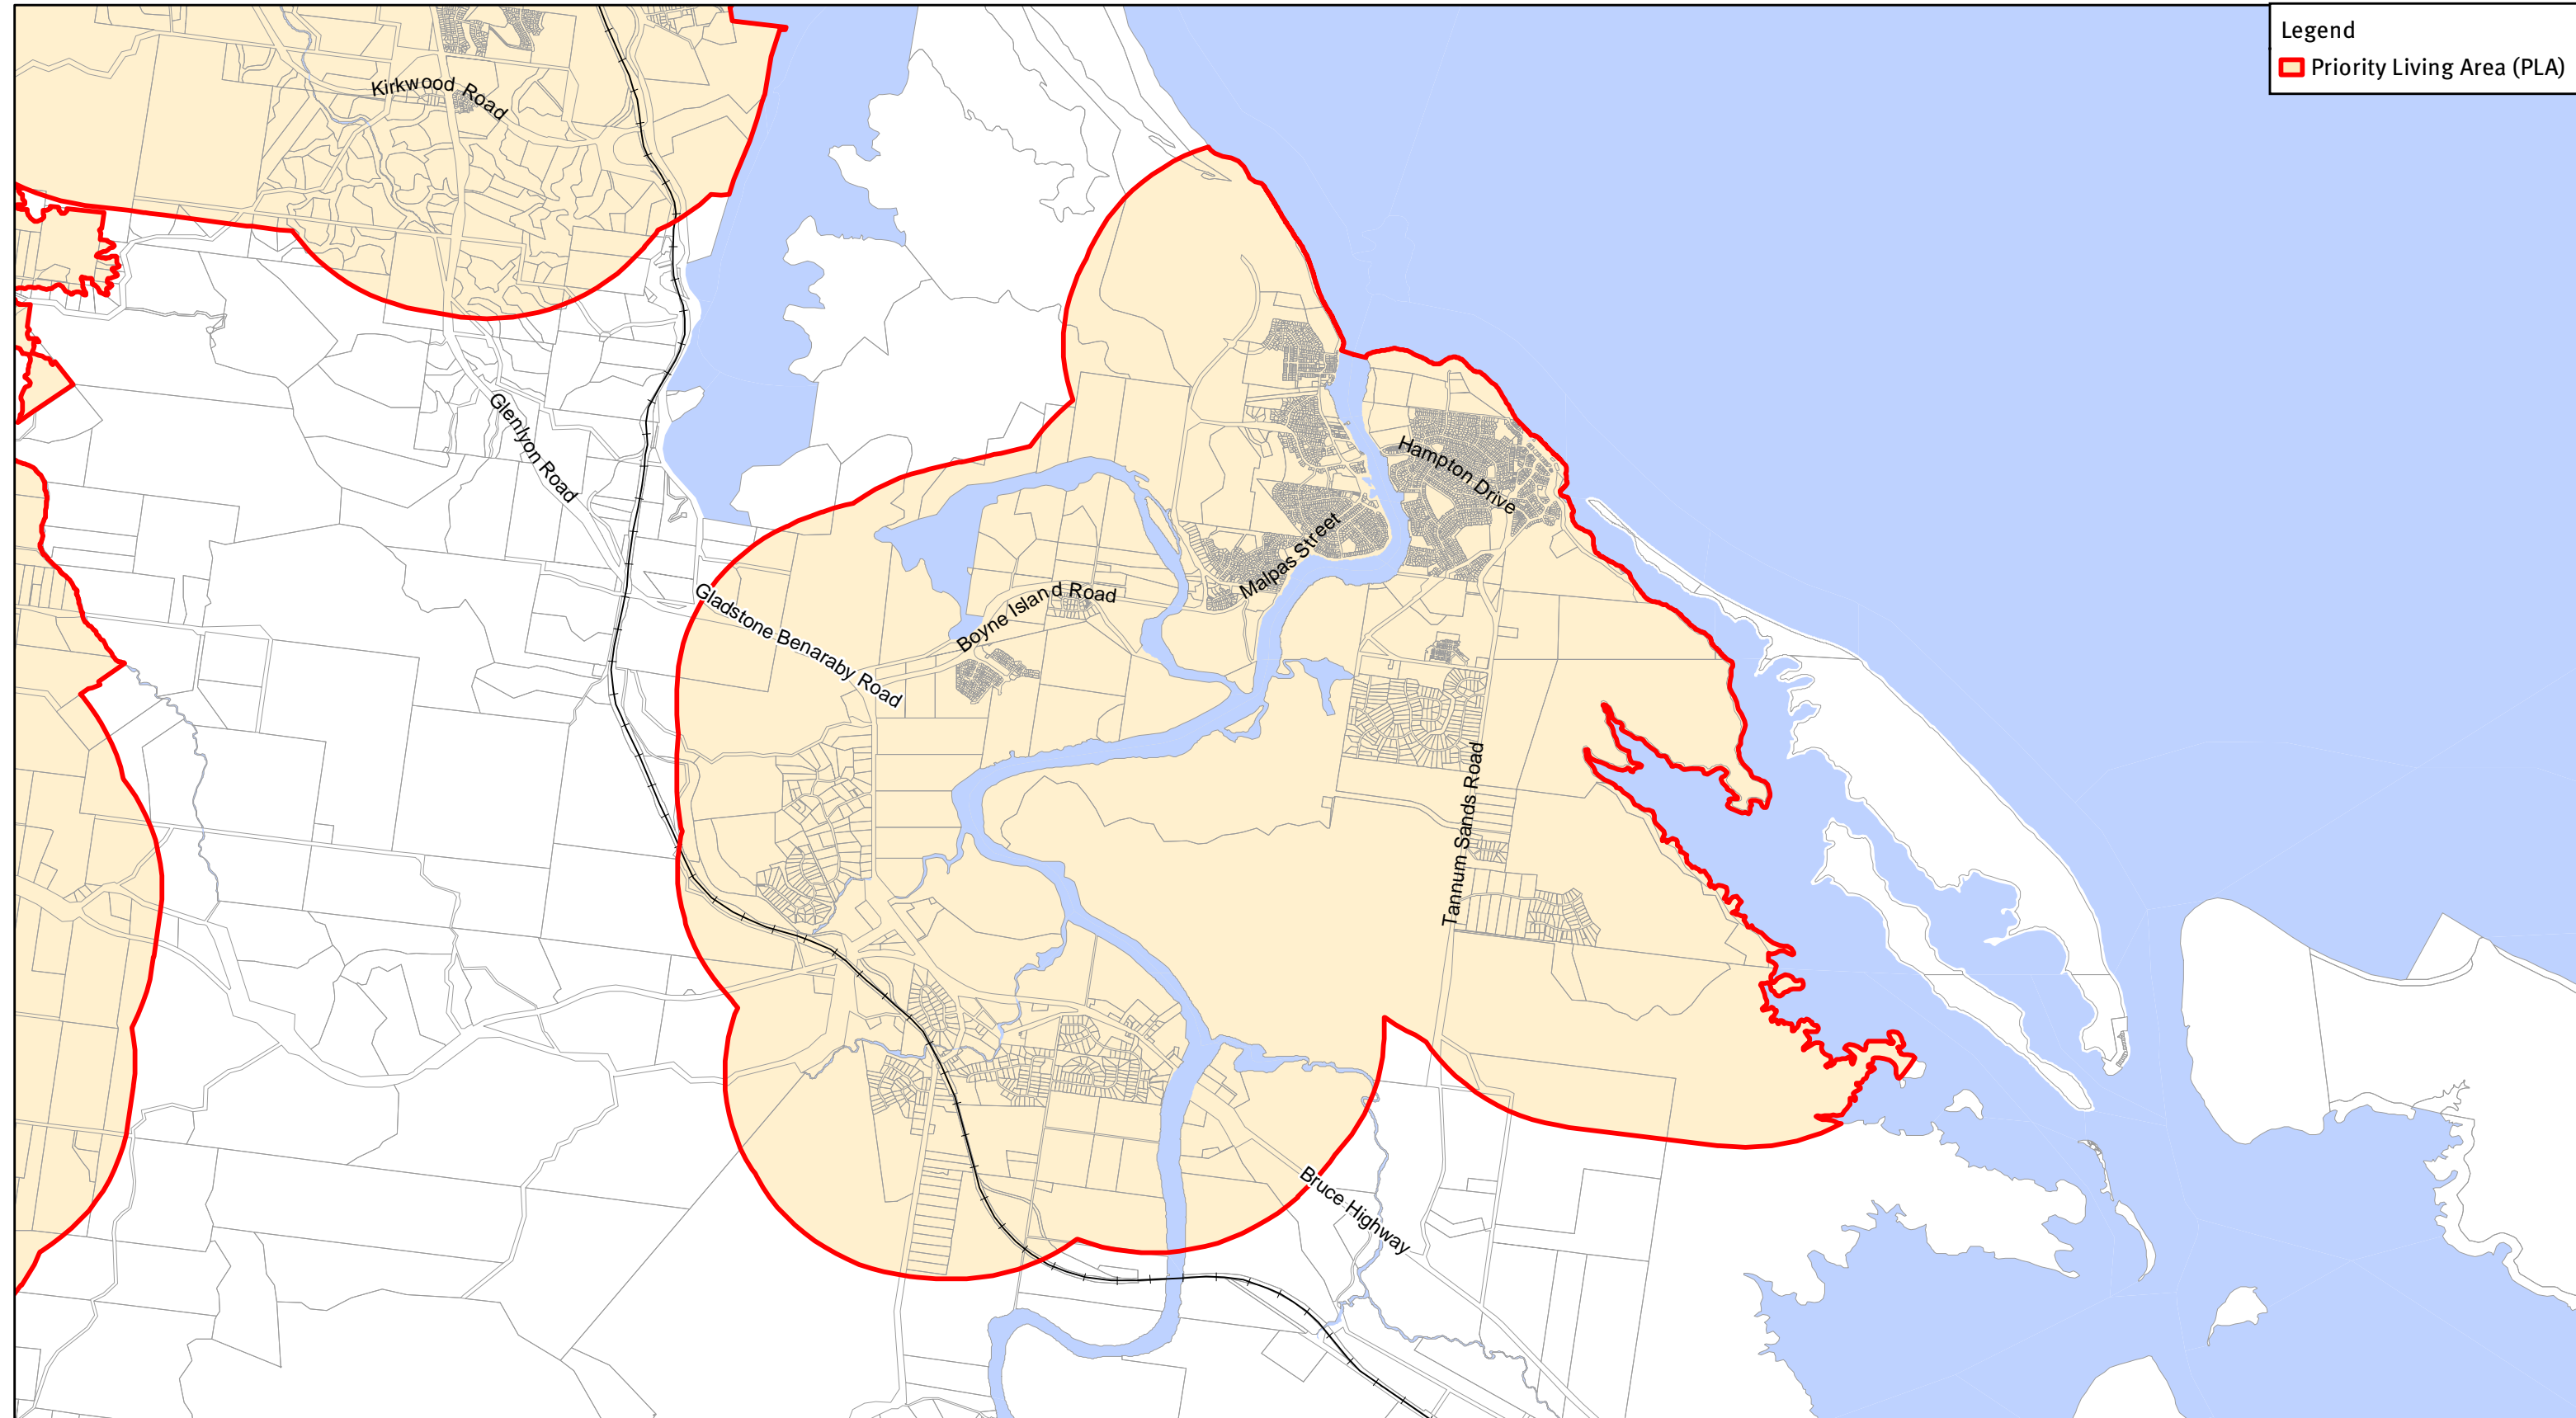 Legend
Priority Living Area (PLA)
Kirkwood Road
Glenlyon Road
Hampton Drive
Malpas Street
Gladstone Benaraby Road
Boyne Island Road
Tannum Sands Road
Bruce Highway